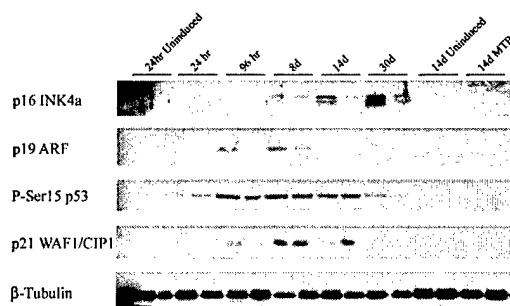 24hr Uninduced
24 hr
96 hr
8d
14d
30d
14d Uninduced
14d MTP
p16 INK4a
p19 ARF
P-Ser15 p53
p21 WAF1/CIP1
β-Tubulin